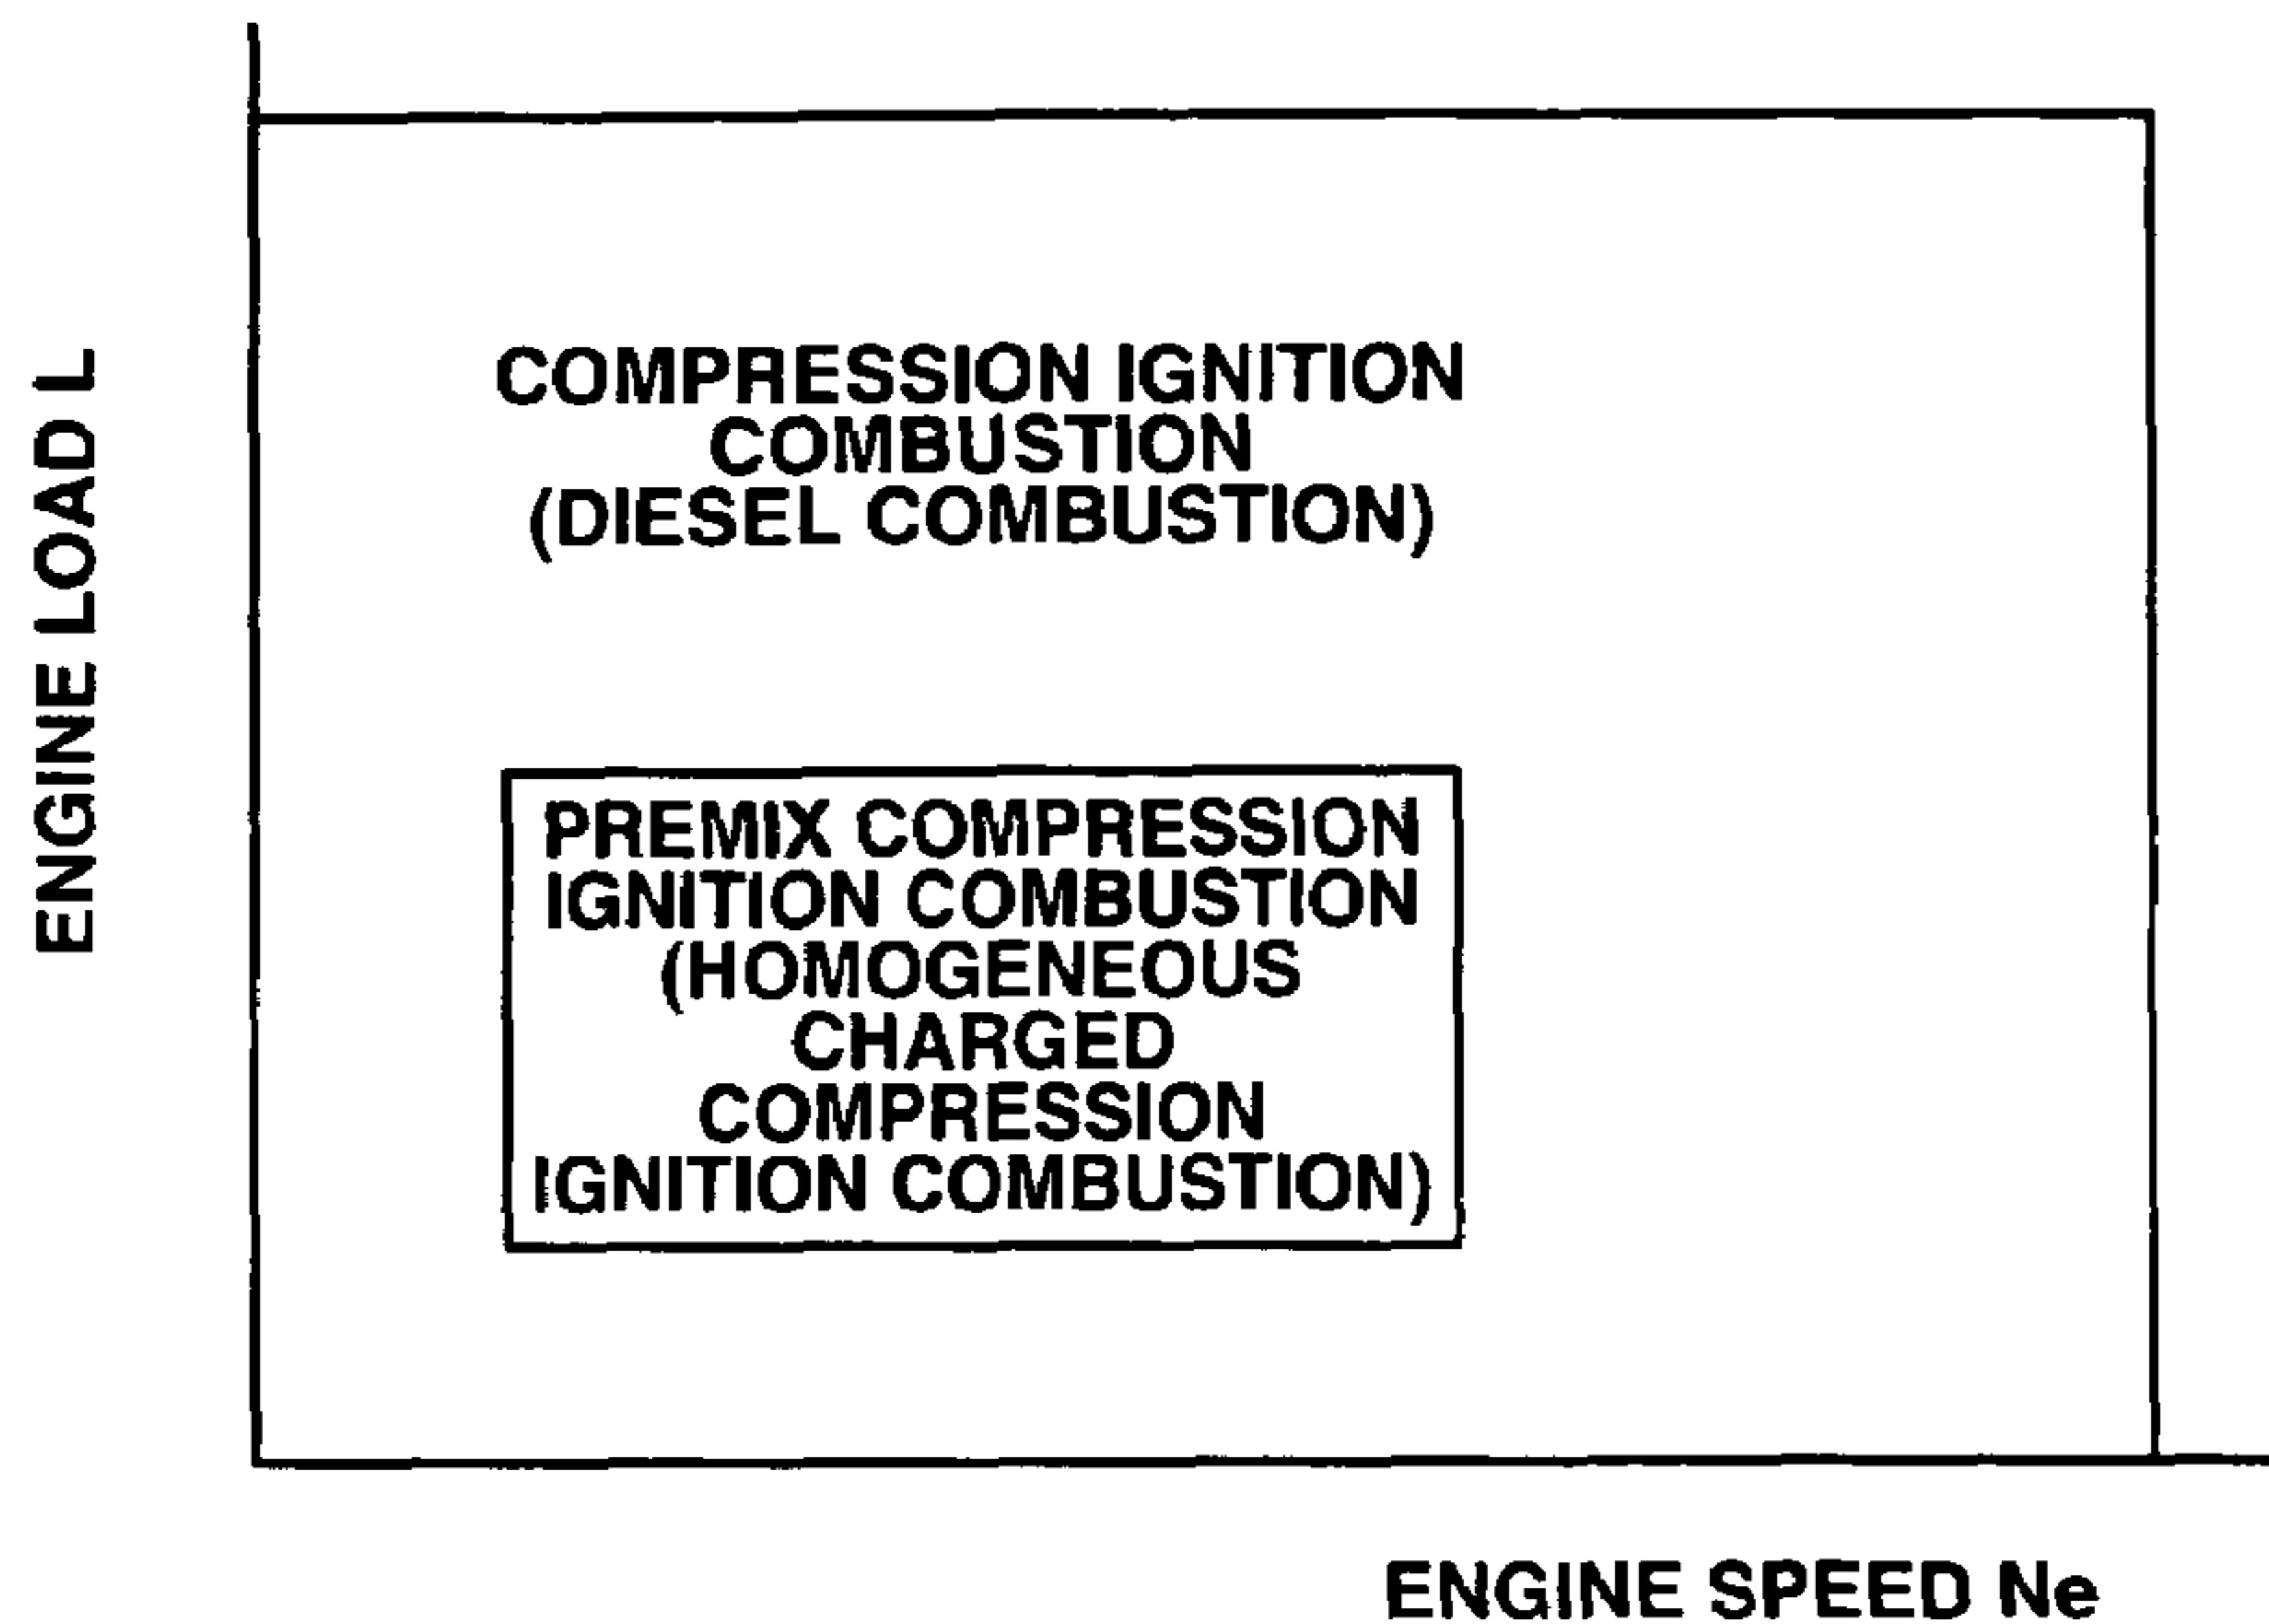 ENGINE LOAD L
COMPRESSION IGNITION
COMBUSTION
(DIESEL COMBUSTION)
PREMIX COMPRESSION
IGNITION COMBUSTION
(HOMOGENEOUS
CHARGED
COMPRESSION
IGNITION COMBUSTION)
ENGINE SPEED Ne